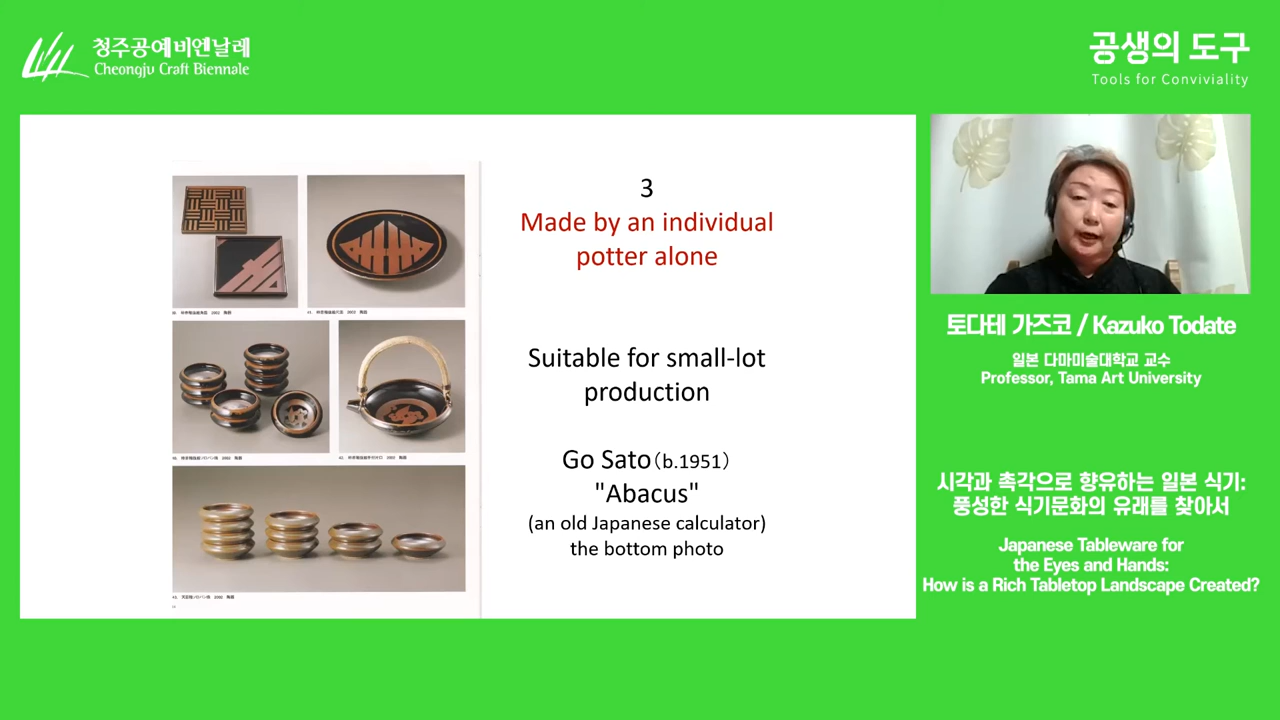 청주공예비엔날레
Cheongju Craft Biennale
공생의 도구
Tools for Conviviality
3
Made by an individual
potter alone
Suitable for small-lot
production
Go Sato（b.1951）
"Abacus"
(an old Japanese calculator)
the bottom photo
토다테 가즈코 / Kazuko Todate
일본 다마미술대학교 교수
Professor, Tama Art University
시각과 촉각으로 향유하는 일본 식기:
풍성한 식기문화의 유래를 찾아서
Japanese Tableware for
the Eyes and Hands:
How is a Rich Tabletop Landscape Created?